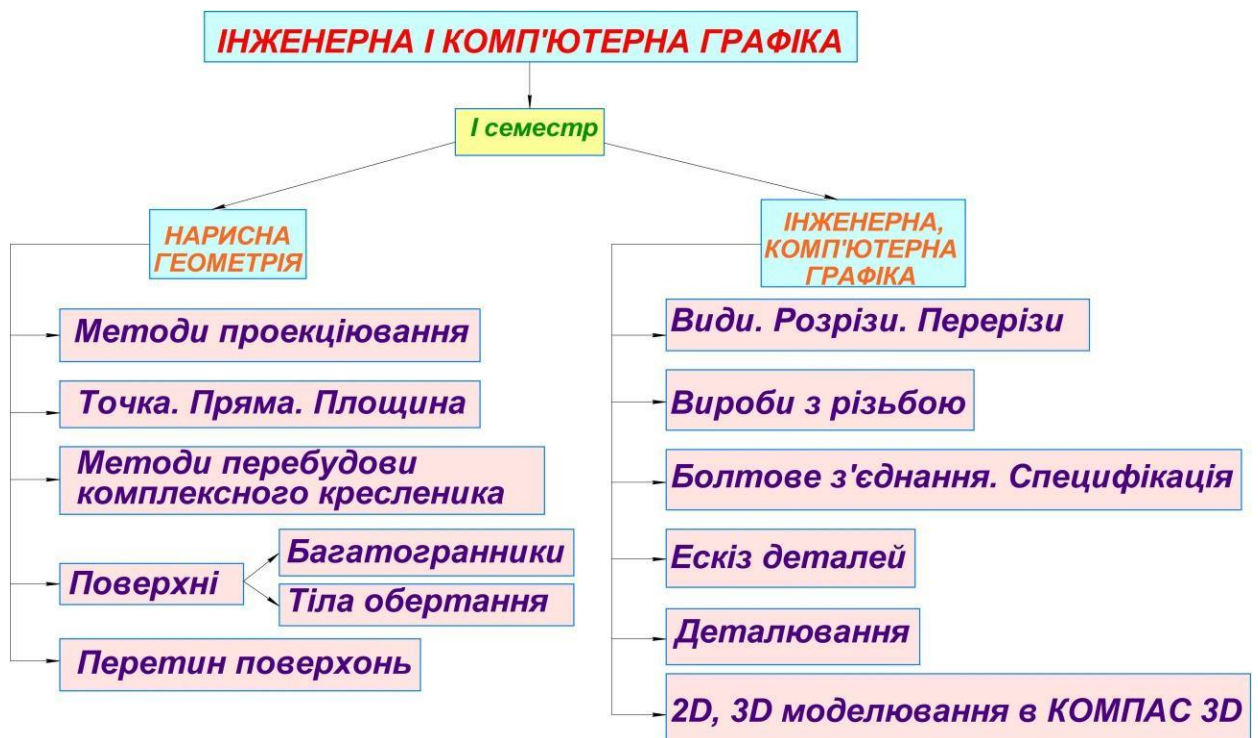 ІНЖЕНЕРНА І КОМП'ЮТЕРНА ГРАФІКА
І семестр
НАРИСНА
ГЕОМЕТРІЯ
Методи проекціювання
Точка. Пряма. Площина
Методи перебудови
комплексного кресленика
Поверхні
Багатогранники
Тіла обертання
Перетин поверхонь
ІНЖЕНЕРНА,
КОМП'ЮТЕРНА
ГРАФІКА
Види. Розрізи. Перерізи
Вироби з різьбою
Болтове з'єднання. Специфікація
Ескіз деталей
Деталювання
2D, 3D моделювання в КОМПАС 3D